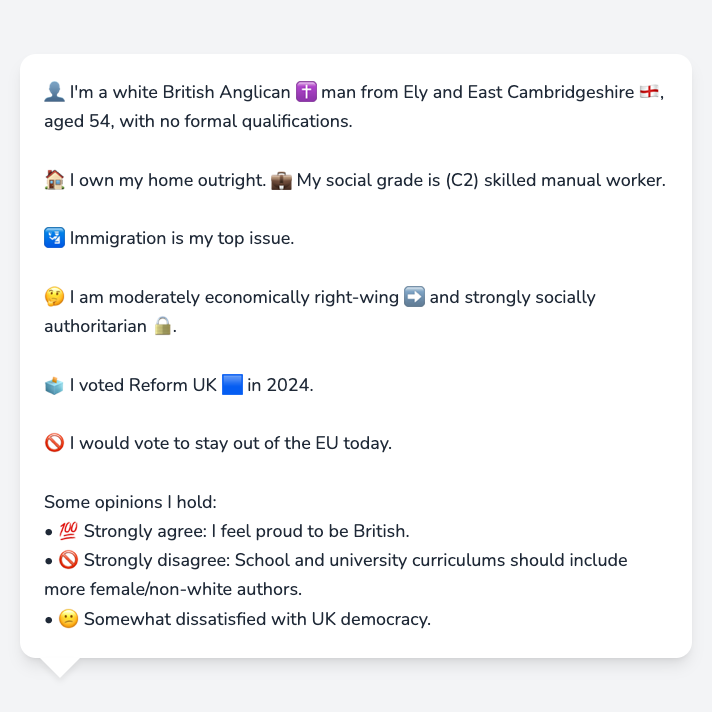 👤 I'm a white British Anglican ✝️ man from Ely and East Cambridgeshire 🏴󠁧󠁢󠁥󠁮󠁧󠁿,
aged 54, with no formal qualifications.
🏠 I own my home outright. 💼 My social grade is (C2) skilled manual worker.
🛂 Immigration is my top issue.
🤔 I am moderately economically right-wing ➡️ and strongly socially
authoritarian 🔒.
🗳️ I voted Reform UK 🟦 in 2024.
🚫 I would vote to stay out of the EU today.
Some opinions I hold:
• 💯 Strongly agree: I feel proud to be British.
• 🚫 Strongly disagree: School and university curriculums should include
more female/non-white authors.
• 😕 Somewhat dissatisfied with UK democracy.